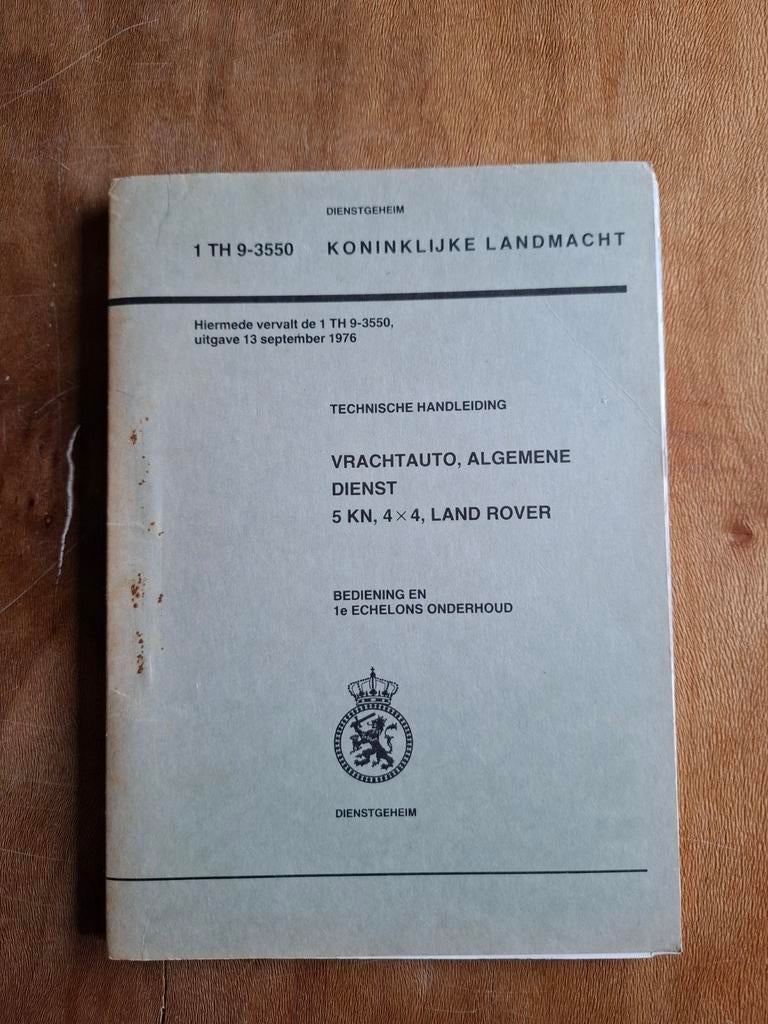 DIENSTGEHEIM
1 TH 9-3550 KONINKLIJKE LANDMACHT
Hiermede vervalt de 1 TH 9-3550,
uitgave 13 september 1976
TECHNISCHE HANDLEIDING
VRACHTAUTO, ALGEMENE
DIENST
5 KN, 4×4, LAND ROVER
BEDIENING EN
1e ECHELONS ONDERHOUD
DIENSTGEHEIM